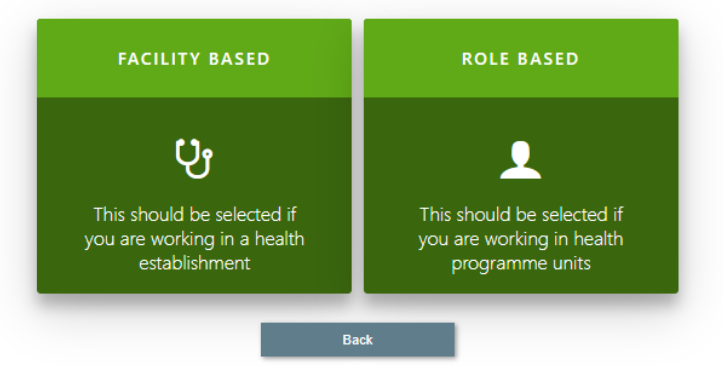 FACILITY BASED
This should be selected if
you are working in a health
establishment
ROLE BASED
This should be selected if
you are working in health
programme units
Back